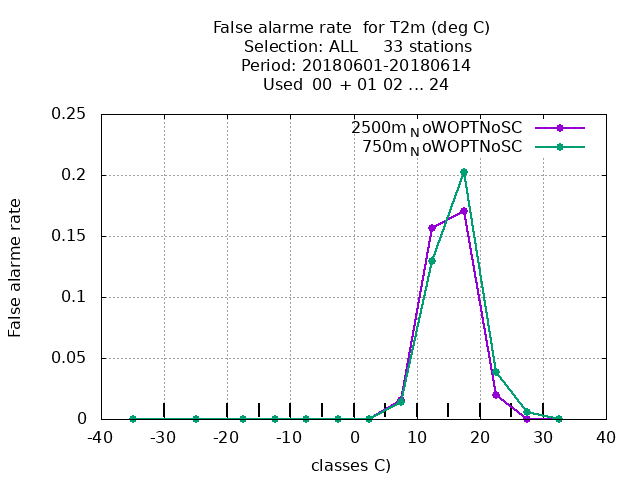 False alarme rate  for T2m (deg C)
Selection: ALL     33 stations
Period: 20180601-20180614
Used  00 + 01 02 ... 24
2500m_NoWOPTNoSC
750m_NoWOPTNoSC
False alarme rate
0.25
0.2
0.15
0.1
0.05
0
-40 -30 -20 -10 0 10 20 30 40
classes C)